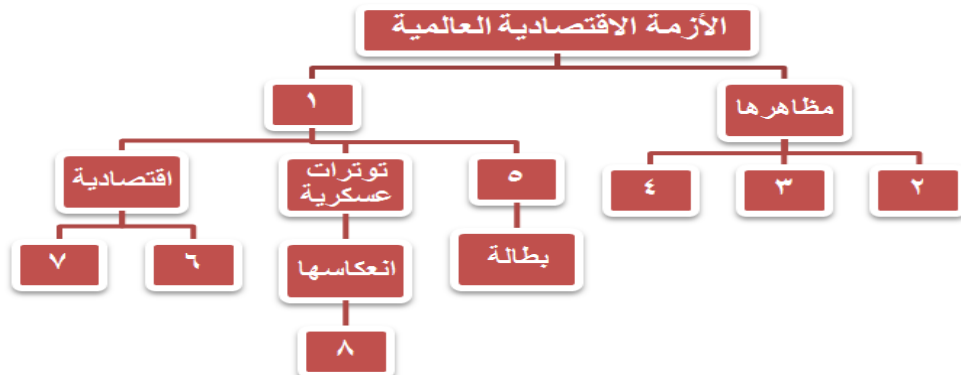 الأزمة الاقتصادية العالمية
مظاهرها
١
٢
٣
٤
٥
توترات
عسكرية
اقتصادية
بطالة
انعكاسها
٦
٧
٨